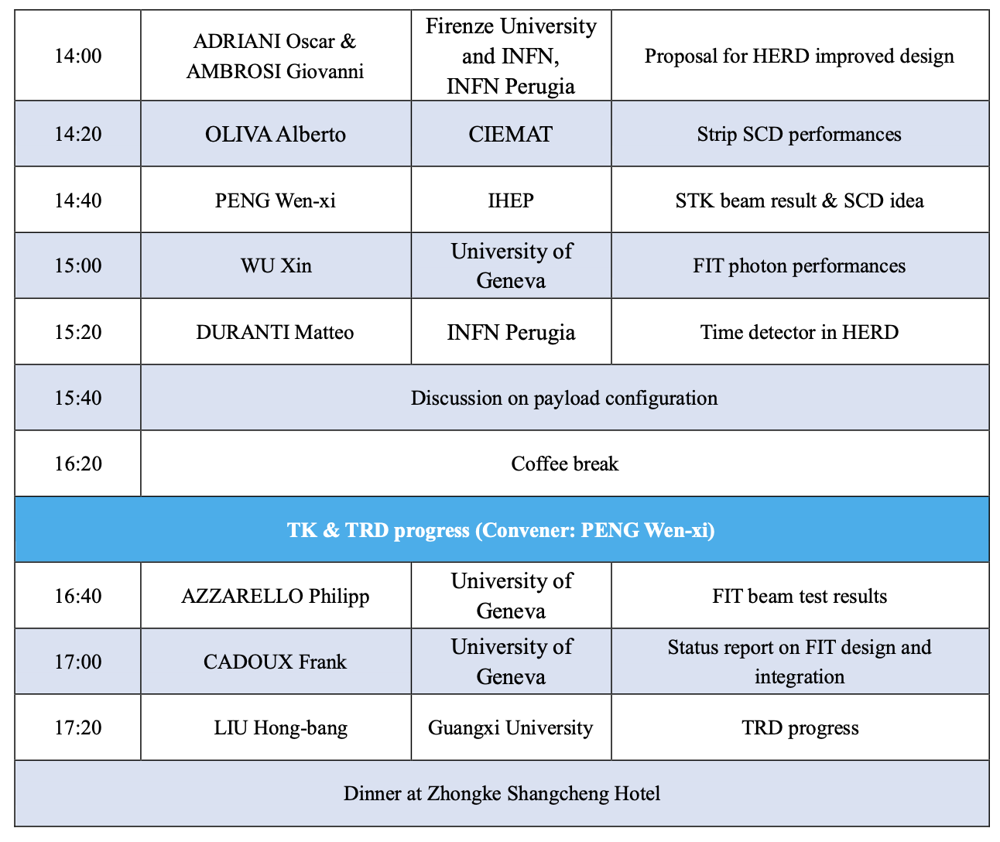 14:00
ADRIANI Oscar &
AMBROSI Giovanni
Firenze University
and INFN,
INFN Perugia
Proposal for HERD improved design
14:20
OLIVA Alberto
CIEMAT
Strip SCD performances
14:40
PENG Wen-xi
IHEP
STK beam result & SCD idea
15:00
WU Xin
University of
Geneva
FIT photon performances
15:20
DURANTI Matteo
INFN Perugia
Time detector in HERD
15:40
Discussion on payload configuration
16:20
Coffee break
TK & TRD progress (Convener: PENG Wen-xi)
16:40
AZZARELLO Philipp
University of
Geneva
FIT beam test results
17:00
CADOUX Frank
University of
Geneva
Status report on FIT design and
integration
17:20
LIU Hong-bang
Guangxi University
TRD progress
Dinner at Zhongke Shangcheng Hotel